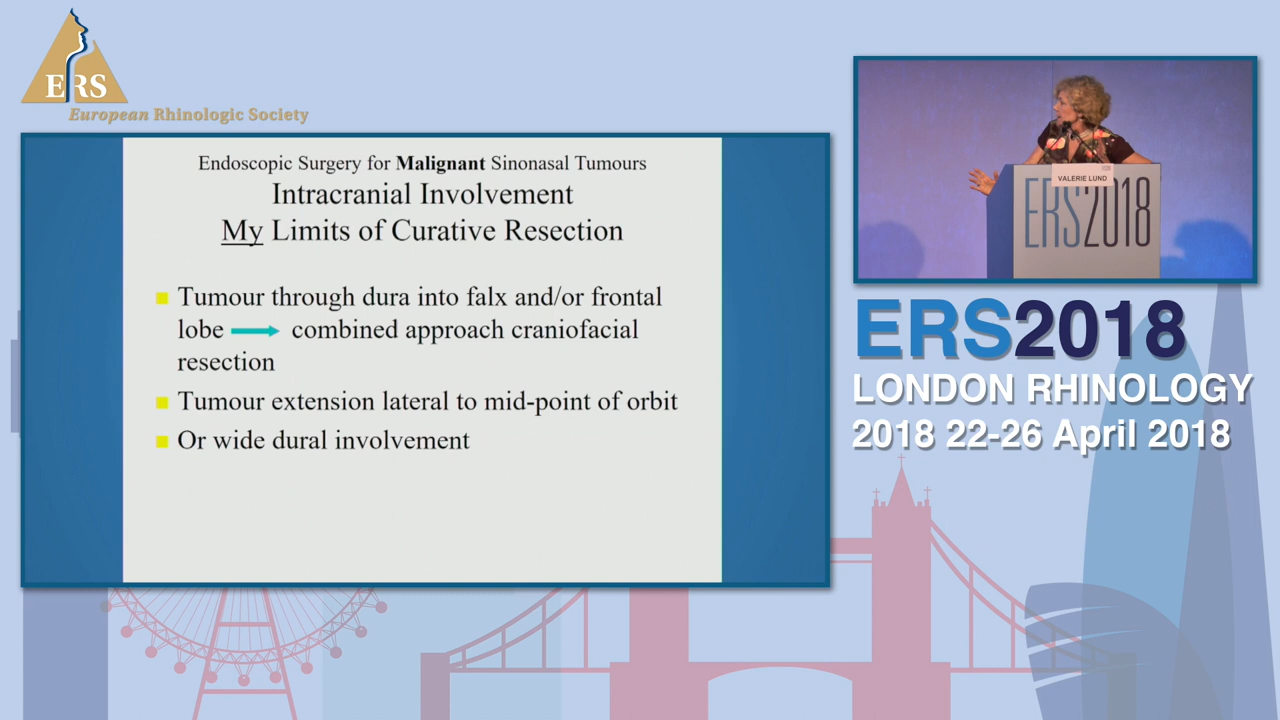 ERS
European Rhinologic Society
Endoscopic Surgery for Malignant Sinonasal Tumours
Intracranial Involvement
My Limits of Curative Resection
Tumour through dura into falx and/or frontal
lobe → combined approach craniofacial
resection
Tumour extension lateral to mid-point of orbit
Or wide dural involvement
VALERIE LUND
ERS2018
ERS2018
LONDON RHINOLOGY
2018 22-26 April 2018